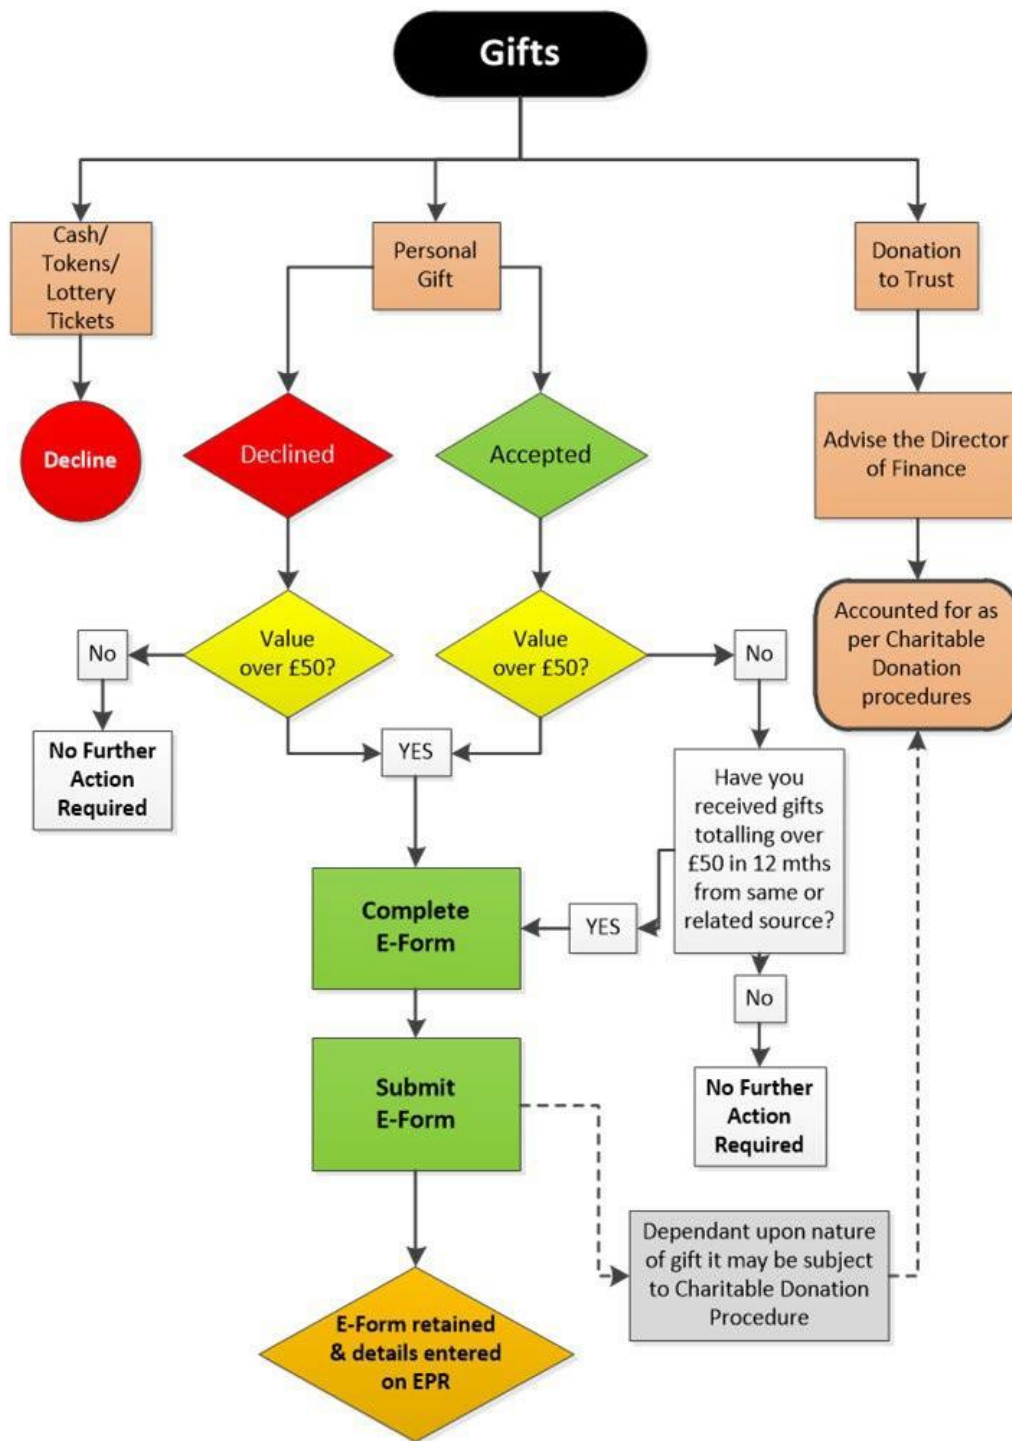 Gifts
Cash/
Tokens/
Lottery
Tickets
Personal
Gift
Donation
to Trust
Decline
Declined
Accepted
Advise the Director
of Finance
No
Value
over £50?
Value
over £50?
No
Accounted for as
per Charitable
Donation
procedures
No Further
Action
Required
YES
Have you
received gifts
totalling over
£50 in 12 mths
from same or
related source?
Complete
E-Form
YES
No
Submit
E-Form
No Further
Action
Required
Dependant upon nature
of gift it may be subject
to Charitable Donation
Procedure
E-Form retained
& details entered
on EPR